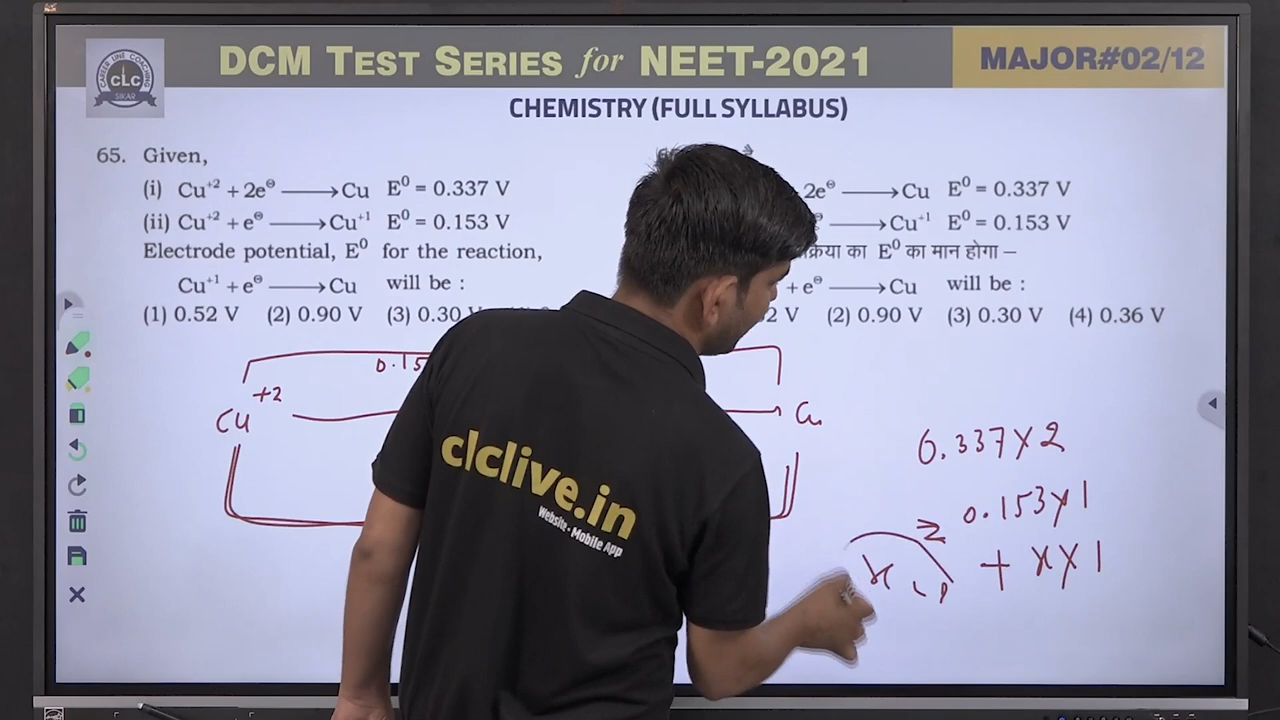 DCM TEST SERIES for NEET-2021
MAJOR#02/12
CLC
SIKAR
CHEMISTRY (FULL SYLLABUS)
65. Given,
(i) Cu⁺² + 2e⊖ ⟶ Cu E⁰ = 0.337 V
(ii) Cu⁺² + e⊖ ⟶ Cu⁺¹ E⁰ = 0.153 V
Electrode potential, E⁰ for the reaction,
Cu⁺¹ + e⊖ ⟶ Cu will be :
(1) 0.52 V (2) 0.90 V (3) 0.30 V
है
2e⊖ ⟶ Cu E⁰ = 0.337 V
⟶ Cu⁺¹ E⁰ = 0.153 V
का E⁰ का मान होगा –
+ e⊖ ⟶ Cu will be :
2 V (2) 0.90 V (3) 0.30 V (4) 0.36 V
0.15
Cu +2
Cu
0.337 x 2
= 0.153 x 1
+ x x 1
x
clclive.in
Website - Mobile App